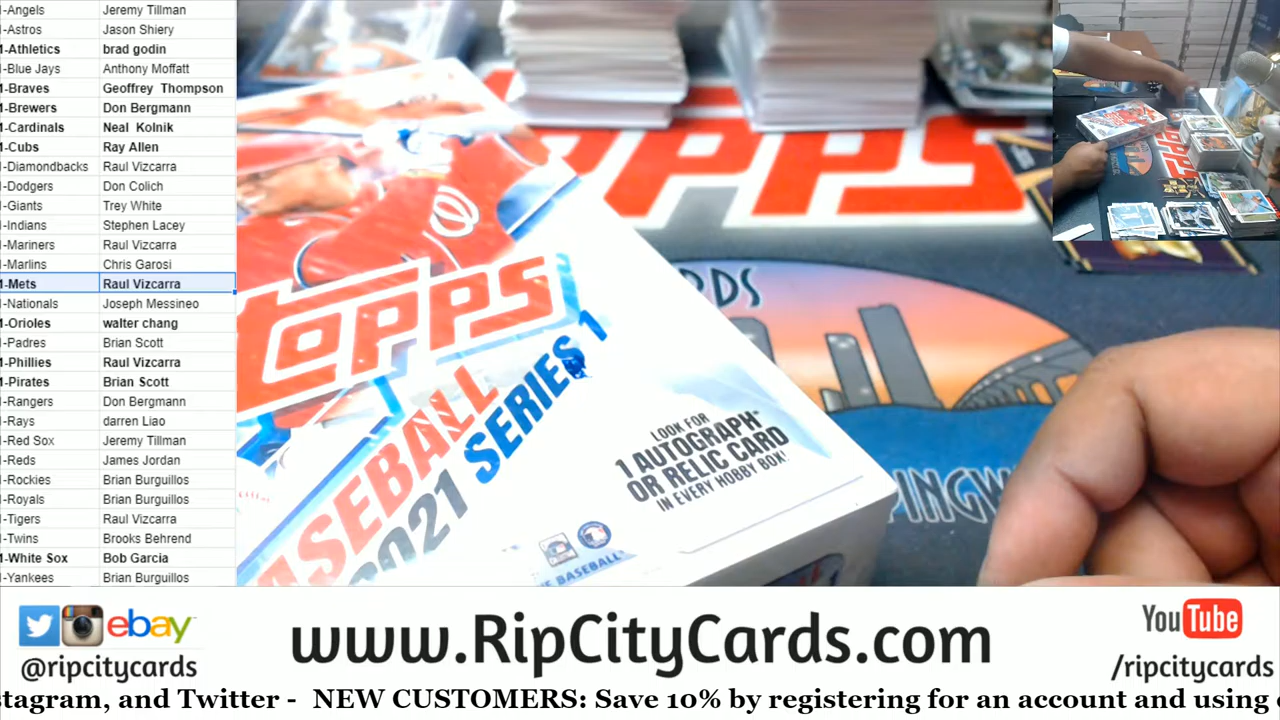 -Angels Jeremy Tillman
-Astros Jason Shiery
-Athletics brad godin
-Blue Jays Anthony Moffatt
-Braves Geoffrey Thompson
-Brewers Don Bergmann
-Cardinals Neal Kolnik
-Cubs Ray Allen
-Diamondbacks Raul Vizcarra
-Dodgers Don Colich
-Giants Trey White
-Indians Stephen Lacey
-Mariners Raul Vizcarra
-Marlins Chris Garosi
-Mets Raul Vizcarra
-Nationals Joseph Messineo
-Orioles walter chang
-Padres Brian Scott
-Phillies Raul Vizcarra
-Pirates Brian Scott
-Rangers Don Bergmann
-Rays darren Liao
-Red Sox Jeremy Tillman
-Reds James Jordan
-Rockies Brian Burguillos
-Royals Brian Burguillos
-Tigers Raul Vizcarra
-Twins Brooks Behrend
-White Sox Bob Garcia
-Yankees Brian Burguillos
TOPPS
TOPPS
BASEBALL
2021 SERIES 1
LOOK FOR
1 AUTOGRAPH
OR RELIC CARD
IN EVERY HOBBY BOX!
BASEBALL
RDS
PINGW
TOPPS
ebay
@ripcitycards
www.RipCityCards.com
YouTube
/ripcitycards
stagram, and Twitter - NEW CUSTOMERS: Save 10% by registering for an account and using